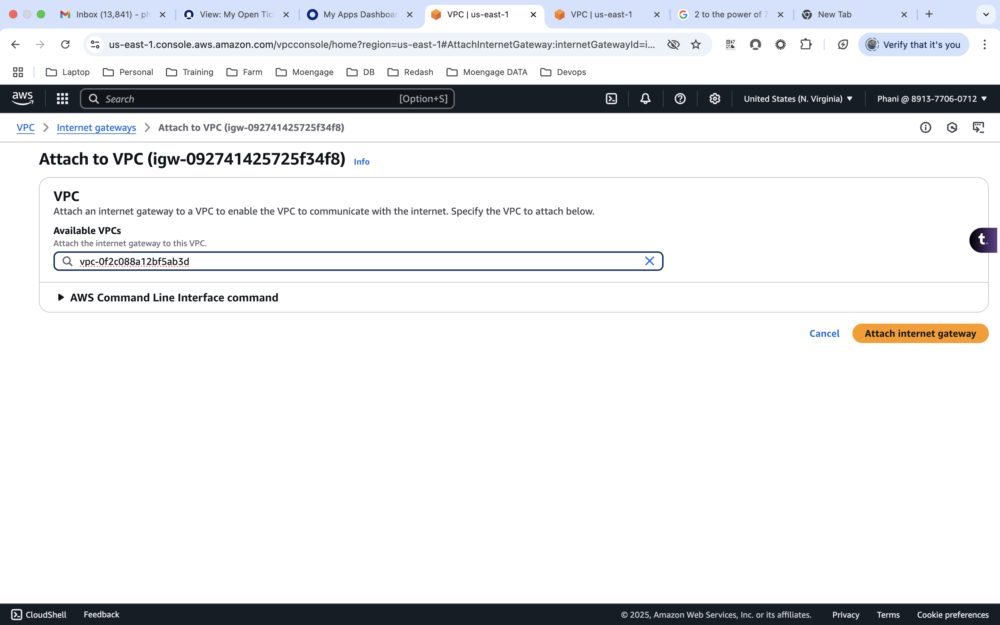 Inbox (13,841) - ph
View: My Open Tic
My Apps Dashboar
VPC | us-east-1
VPC | us-east-1
2 to the power of 7
New Tab
us-east-1.console.aws.amazon.com/vpcconsole/home?region=us-east-1#AttachInternetGateway:internetGatewayId=i...
Verify that it's you
Laptop
Personal
Training
Farm
Moengage
DB
Redash
Moengage DATA
Devops
aws
Search
[Option+S]
United States (N. Virginia)
Phani @ 8913-7706-0712
VPC
Internet gateways
Attach to VPC (igw-092741425725f34f8)
Attach to VPC (igw-092741425725f34f8) Info
VPC
Attach an internet gateway to a VPC to enable the VPC to communicate with the internet. Specify the VPC to attach below.
Available VPCs
Attach the internet gateway to this VPC.
vpc-0f2c088a12bf5ab3d
AWS Command Line Interface command
Cancel
Attach internet gateway
t.
CloudShell
Feedback
© 2025, Amazon Web Services, Inc. or its affiliates.
Privacy
Terms
Cookie preferences